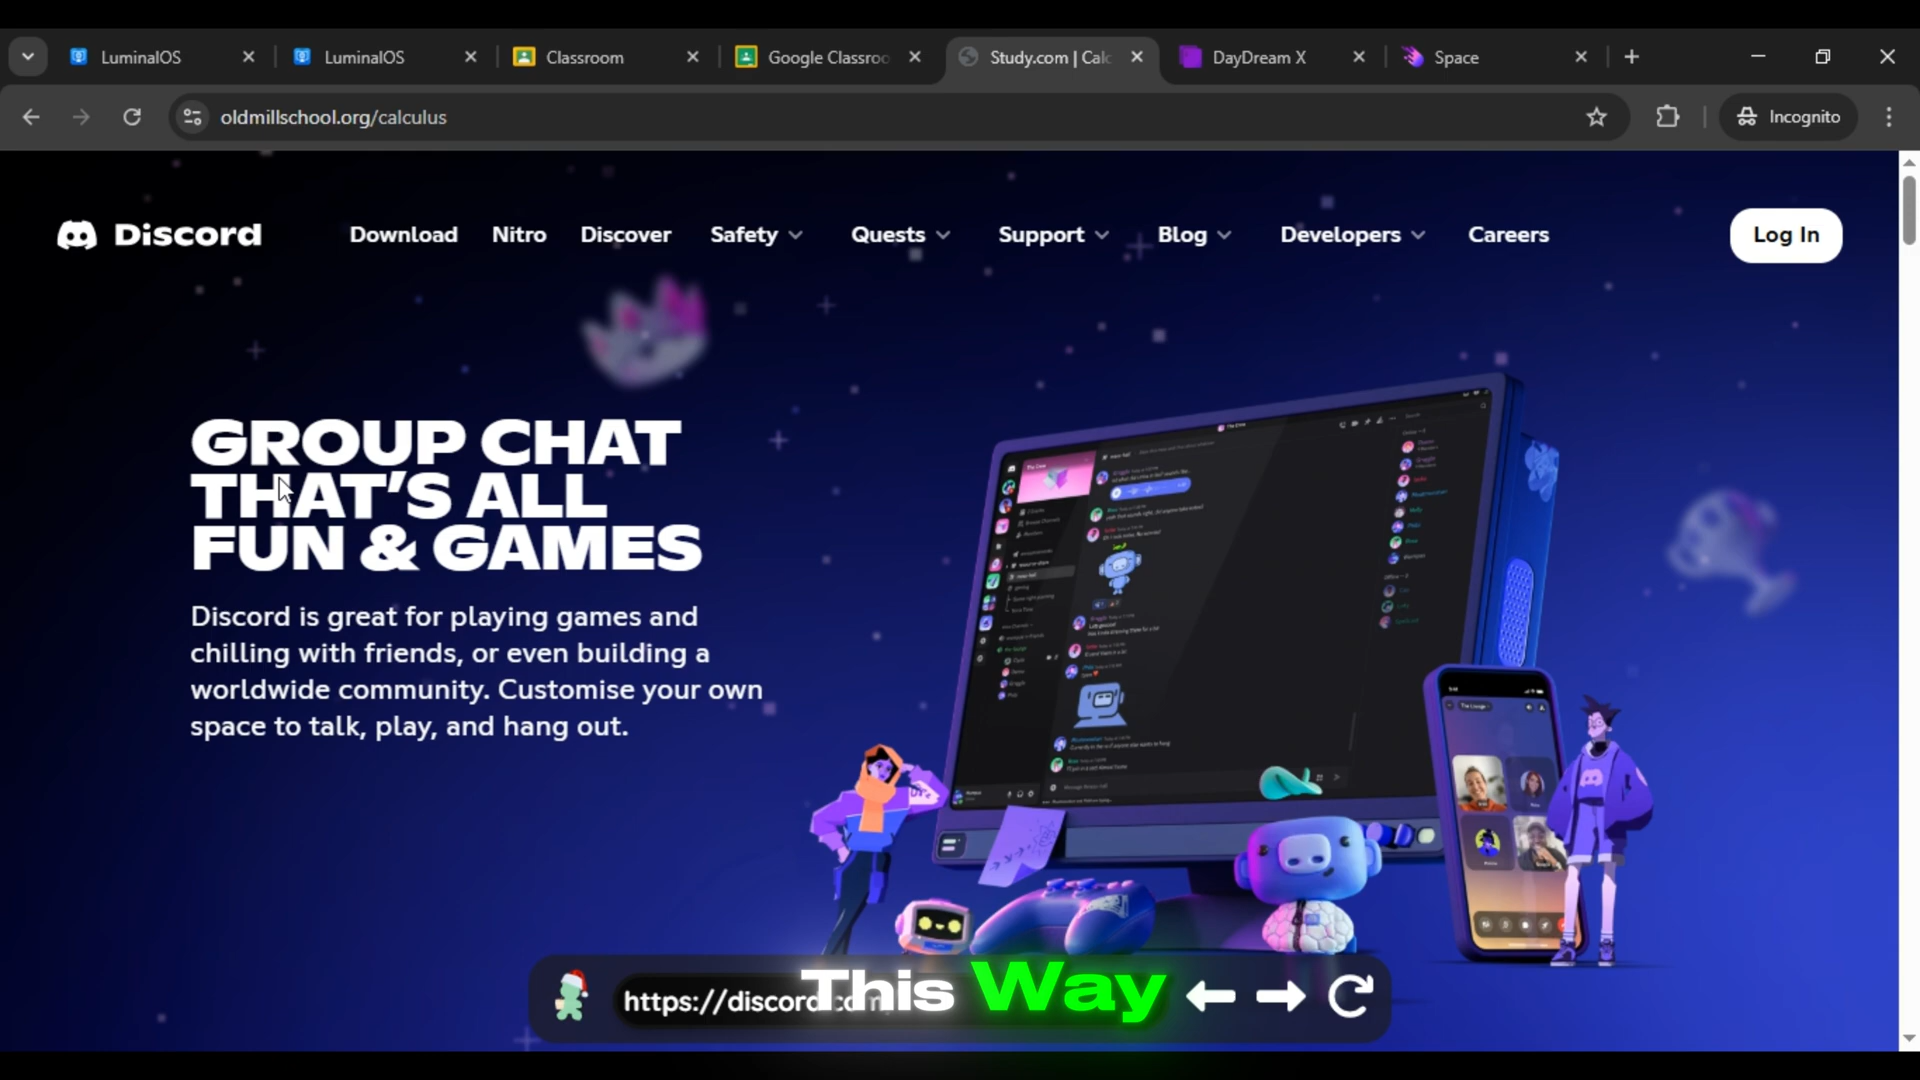 LuminalOS
LuminalOS
Classroom
Google Classroo
Study.com | Calc
DayDream X
Space
oldmillschool.org/calculus
Incognito
Discord
Download
Nitro
Discover
Safety
Quests
Support
Blog
Developers
Careers
Log In
GROUP CHAT
THAT'S ALL
FUN & GAMES
Discord is great for playing games and
chilling with friends, or even building a
worldwide community. Customise your own
space to talk, play, and hang out.
https://discord.com
This Way